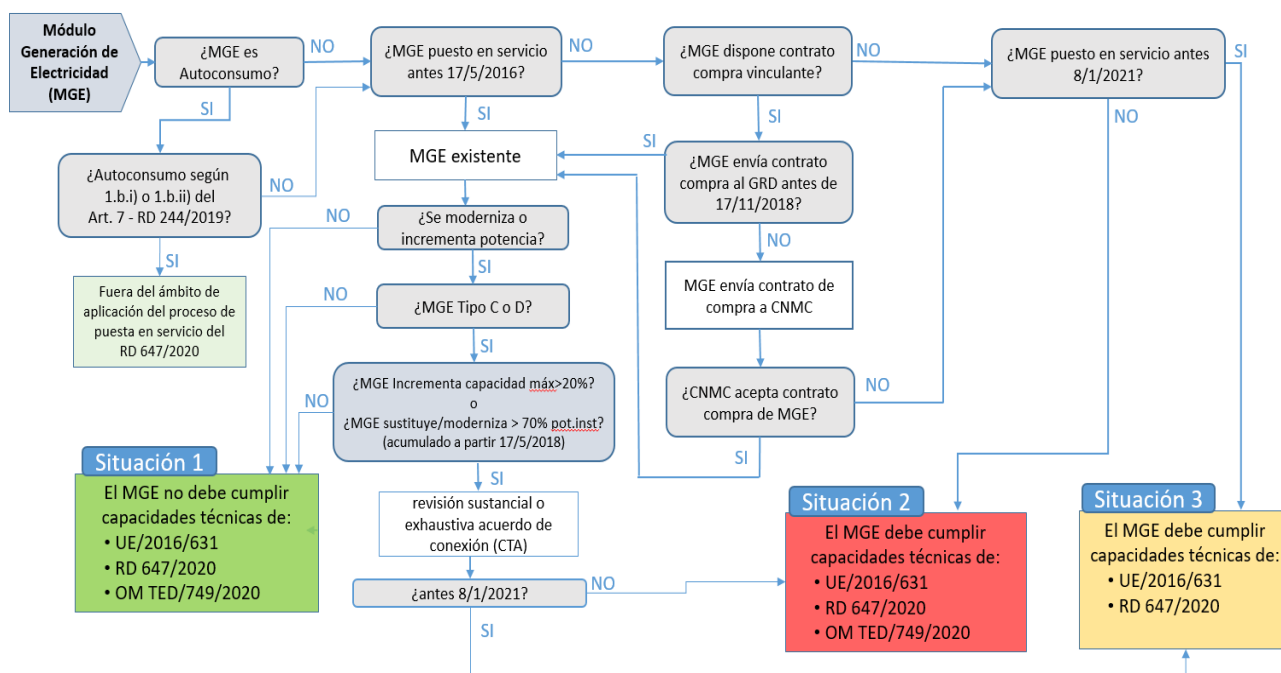 Módulo
Generación de
Electricidad
(MGE)
¿MGE es
Autoconsumo?
NO
¿MGE puesto en servicio
antes 17/5/2016?
NO
¿MGE dispone contrato
compra vinculante?
NO
¿MGE puesto en servicio antes
8/1/2021?
SI
SI
SI
SI
NO
¿Autoconsumo según
1.b.i) o 1.b.ii) del
Art. 7 - RD 244/2019?
NO
MGE existente
SI
¿MGE envía contrato
compra al GRD antes de
17/11/2018?
NO
¿Se moderniza o
incrementa potencia?
SI
NO
SI
Fuera del ámbito de
aplicación del proceso de
puesta en servicio del
RD 647/2020
NO
¿MGE Tipo C o D?
MGE envía contrato de
compra a CNMC
SI
NO
¿MGE Incrementa capacidad máx>20%?
o
¿MGE sustituye/moderniza > 70% pot.inst?
(acumulado a partir 17/5/2018)
¿CNMC acepta contrato
compra de MGE?
NO
SI
SI
Situación 1
El MGE no debe cumplir
capacidades técnicas de:
• UE/2016/631
• RD 647/2020
• OM TED/749/2020
revisión sustancial o
exhaustiva acuerdo de
conexión (CTA)
¿antes 8/1/2021?
NO
SI
Situación 2
El MGE debe cumplir
capacidades técnicas de:
• UE/2016/631
• RD 647/2020
• OM TED/749/2020
Situación 3
El MGE debe cumplir
capacidades técnicas de:
• UE/2016/631
• RD 647/2020